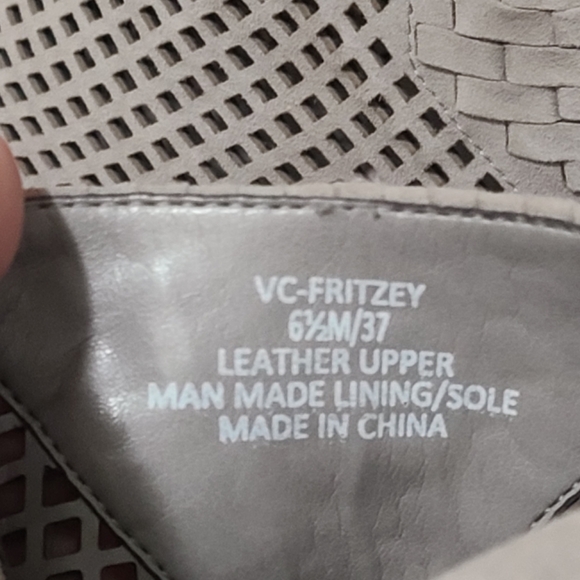 VC-FRITZEY
6½M/37
LEATHER UPPER
MAN MADE LINING/SOLE
MADE IN CHINA